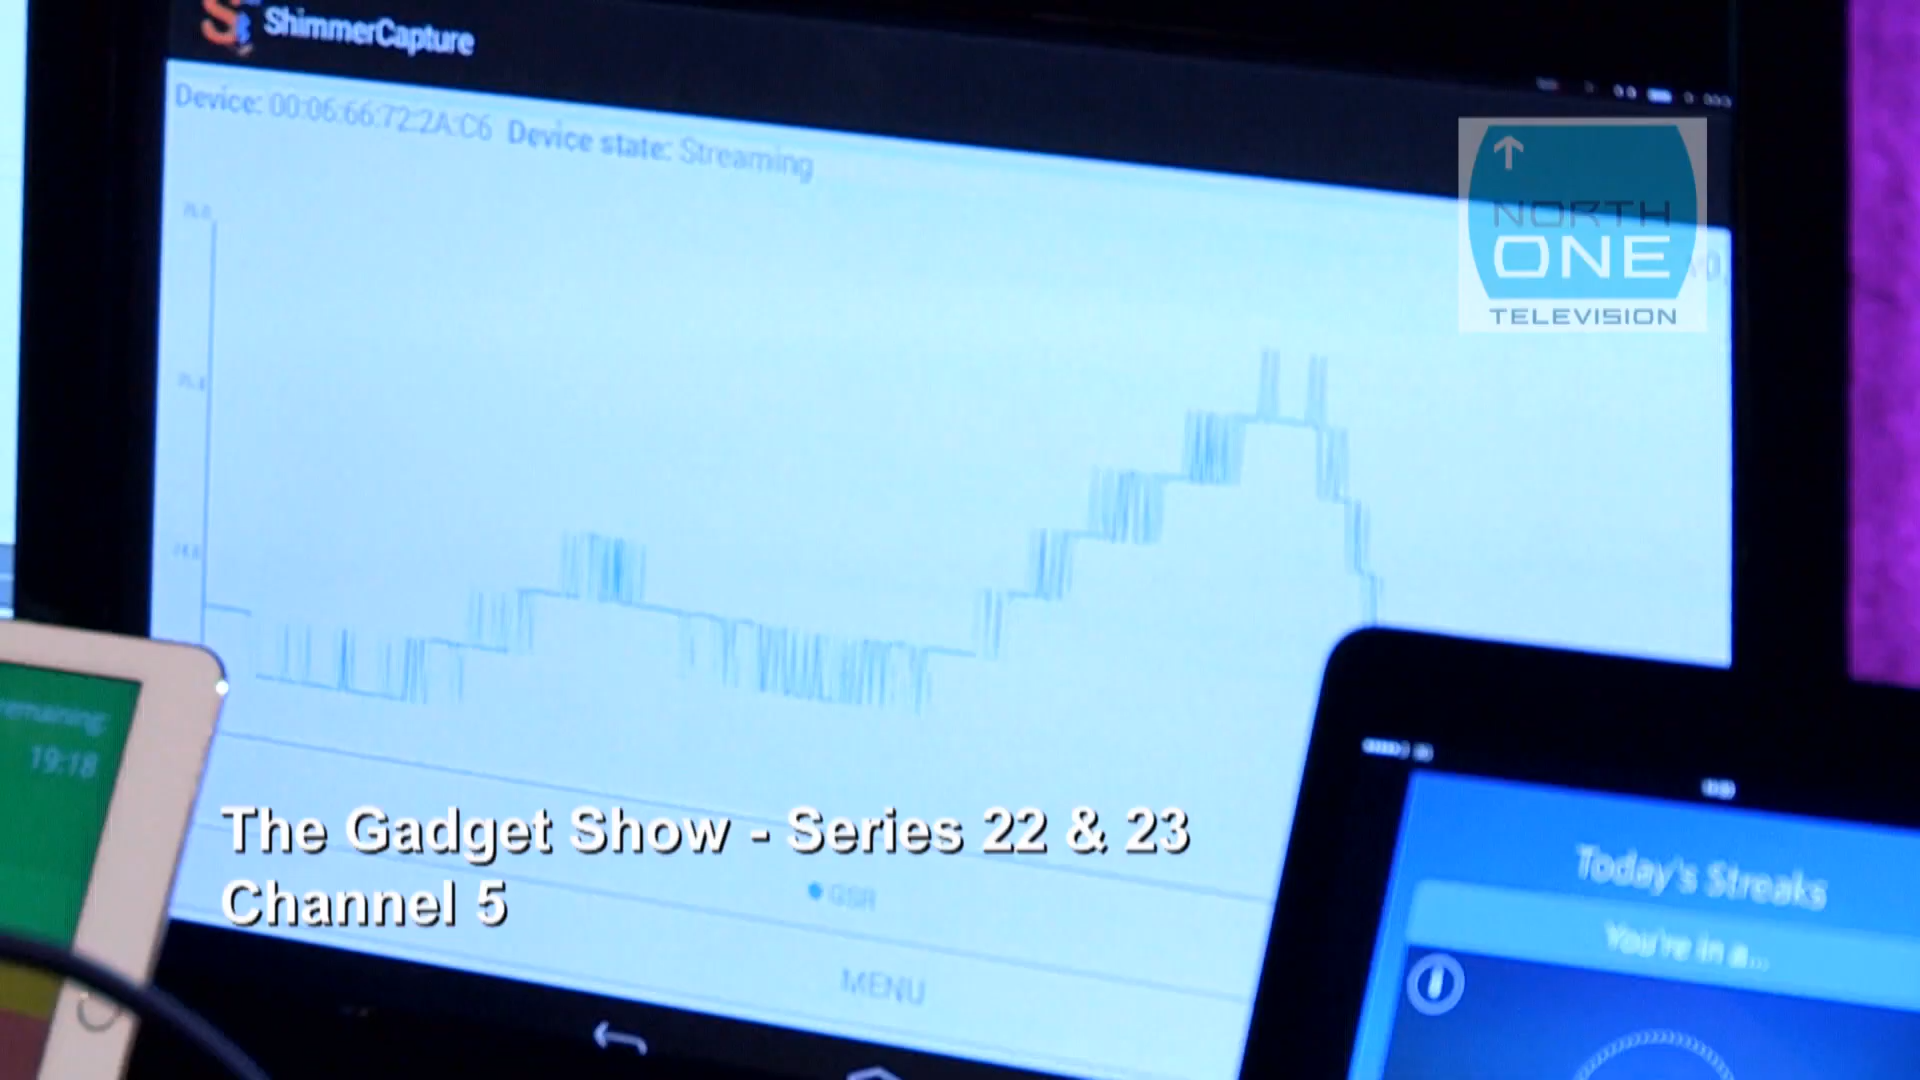 ShimmerCapture
Device: 00:06:66:72:2A:C6 Device state: Streaming
NORTH
ONE
TELEVISION
remaining
19:18
The Gadget Show - Series 22 & 23
Channel 5
GSR
MENU
Today's Streaks
You're in a...